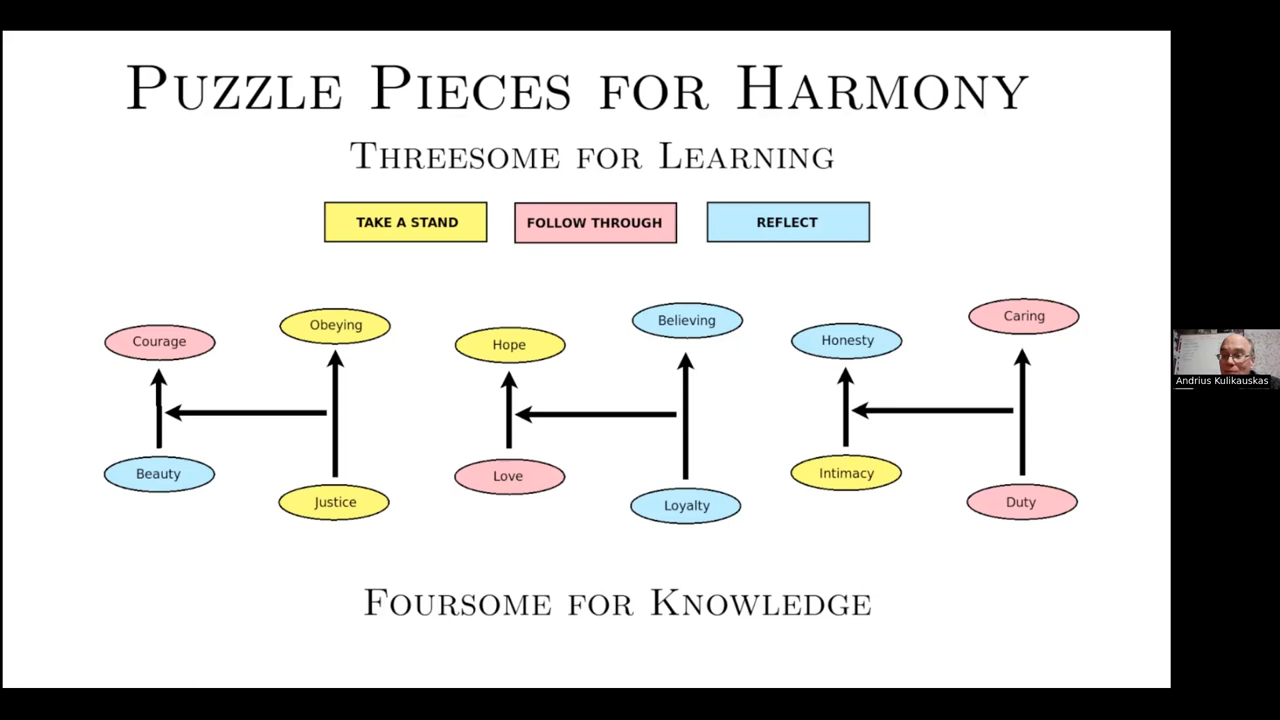 PUZZLE PIECES FOR HARMONY
THREESOME FOR LEARNING
TAKE A STAND
FOLLOW THROUGH
REFLECT
Courage
Obeying
Hope
Believing
Honesty
Caring
Beauty
Justice
Love
Loyalty
Intimacy
Duty
FOURSOME FOR KNOWLEDGE
Andrius Kulikauskas